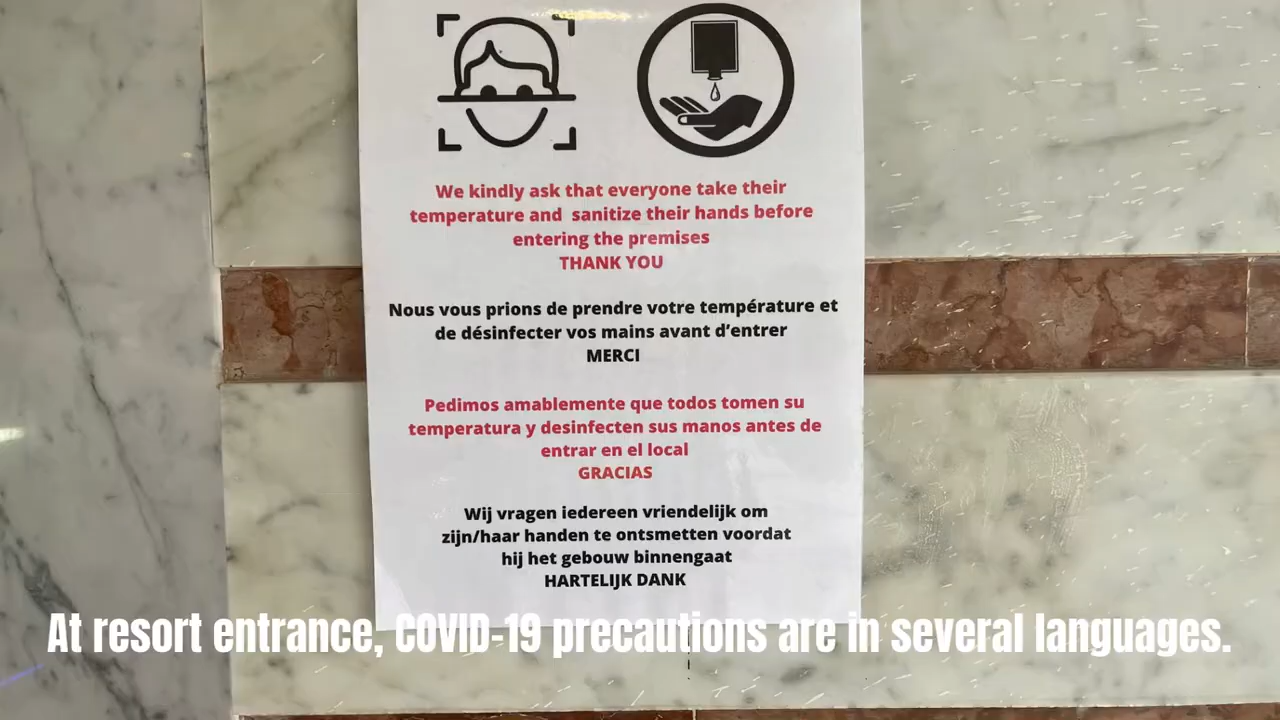 We kindly ask that everyone take their
temperature and sanitize their hands before
entering the premises
THANK YOU
Nous vous prions de prendre votre température et
de désinfecter vos mains avant d’entrer
MERCI
Pedimos amablemente que todos tomen su
temperatura y desinfecten sus manos antes de
entrar en el local
GRACIAS
Wij vragen iedereen vriendelijk om
zijn/haar handen te ontsmetten voordat
hij het gebouw binnengaat
HARTELIJK DANK
At resort entrance, COVID-19 precautions are in several languages.